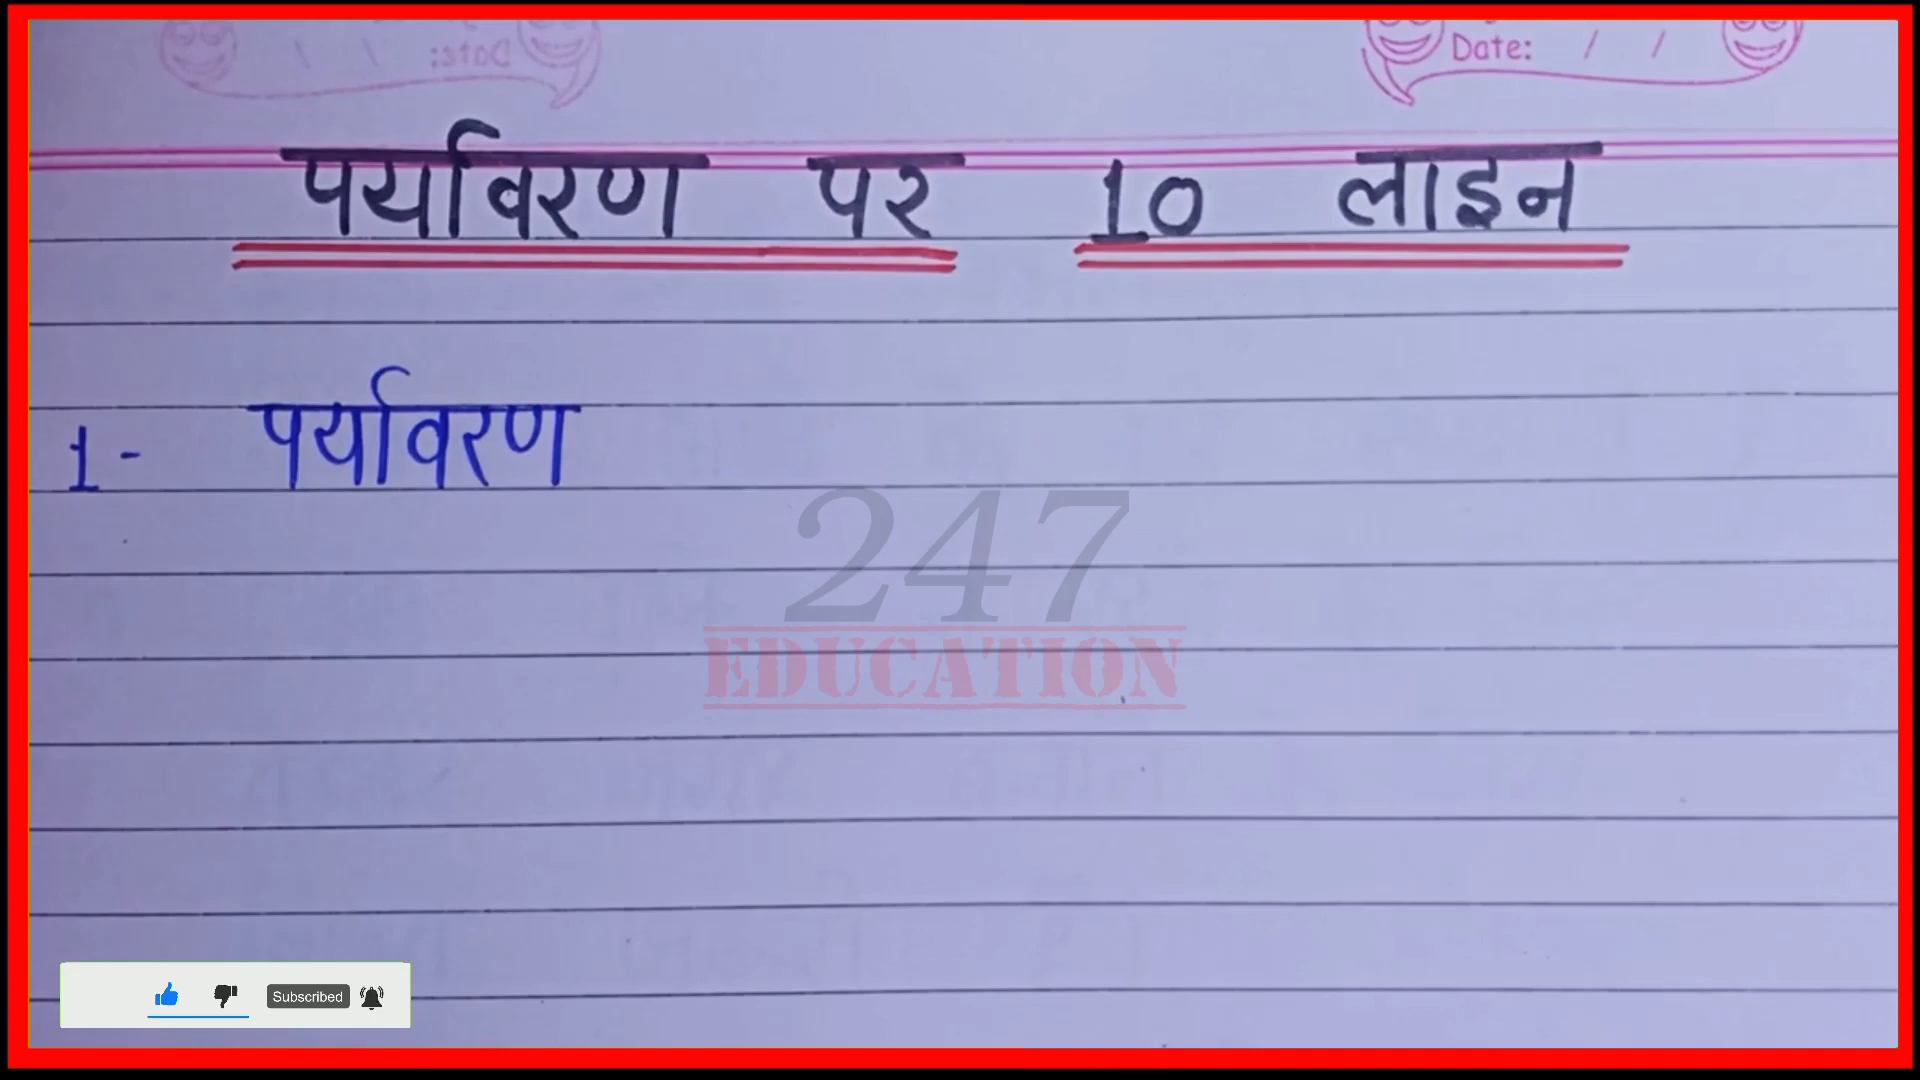 Date: / /
पर्यावरण पर 10 लाइन
1- पर्यावरण
247
EDUCATION
Subscribed